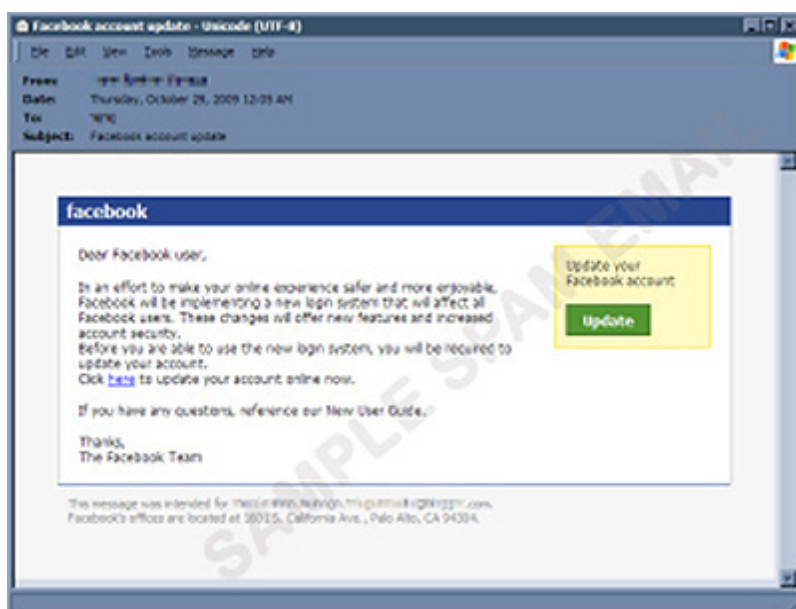 Facebook account update - Unicode (UTF-8)
File Edit View Tools Message Help
From:
Date: Thursday, October 29, 2009 12:05 AM
To:
Subject: Facebook account update
facebook
Dear Facebook user,
In an effort to make your online experience safer and more enjoyable,
Facebook will be implementing a new login system that will affect all
Facebook users. These changes will offer new features and increased
account security.
Before you are able to use the new login system, you will be required to
update your account.
Click here to update your account online now.
If you have any questions, reference our New User Guide.
Thanks,
The Facebook Team
Update your
Facebook account
Update
This message was intended for
Facebook's offices are located at 1601 S. California Ave., Palo Alto, CA 94304.
SAMPLE SPAM EMAIL